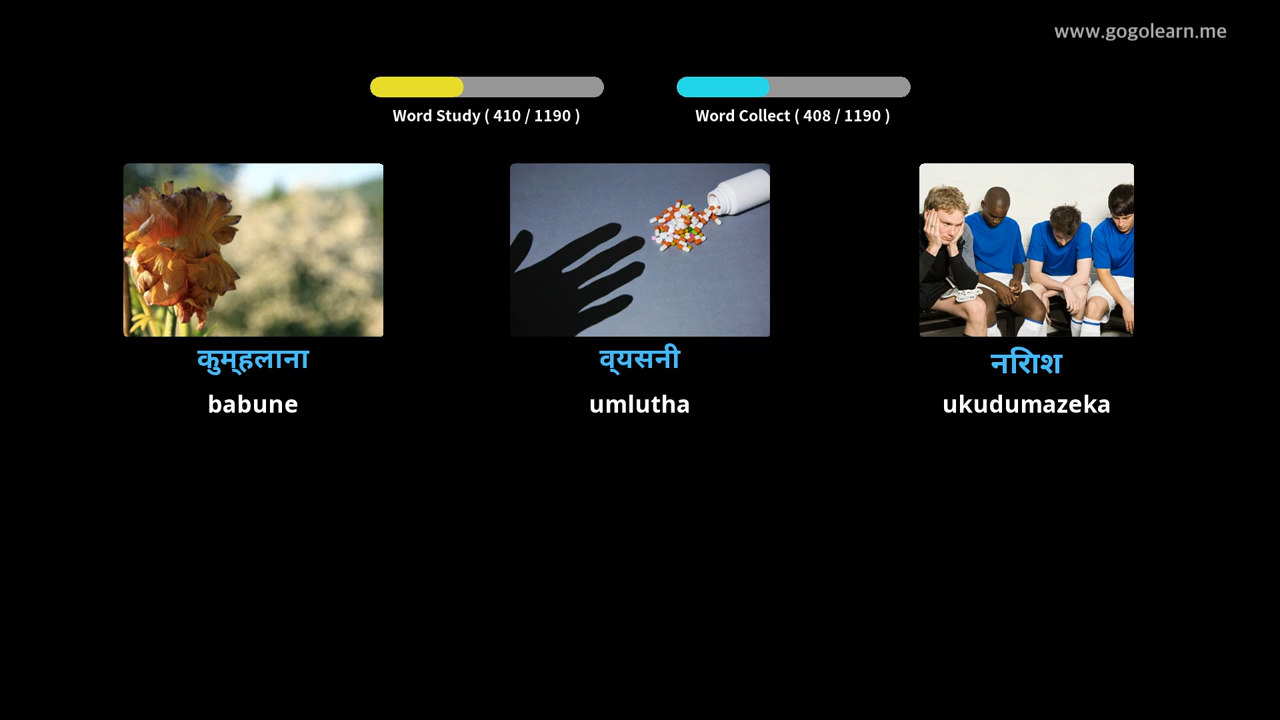 www.gogolearn.me
Word Study ( 410 / 1190 )
Word Collect ( 408 / 1190 )
कुम्हलाना
व्यसनी
निराश
babune
umlutha
ukudumazeka